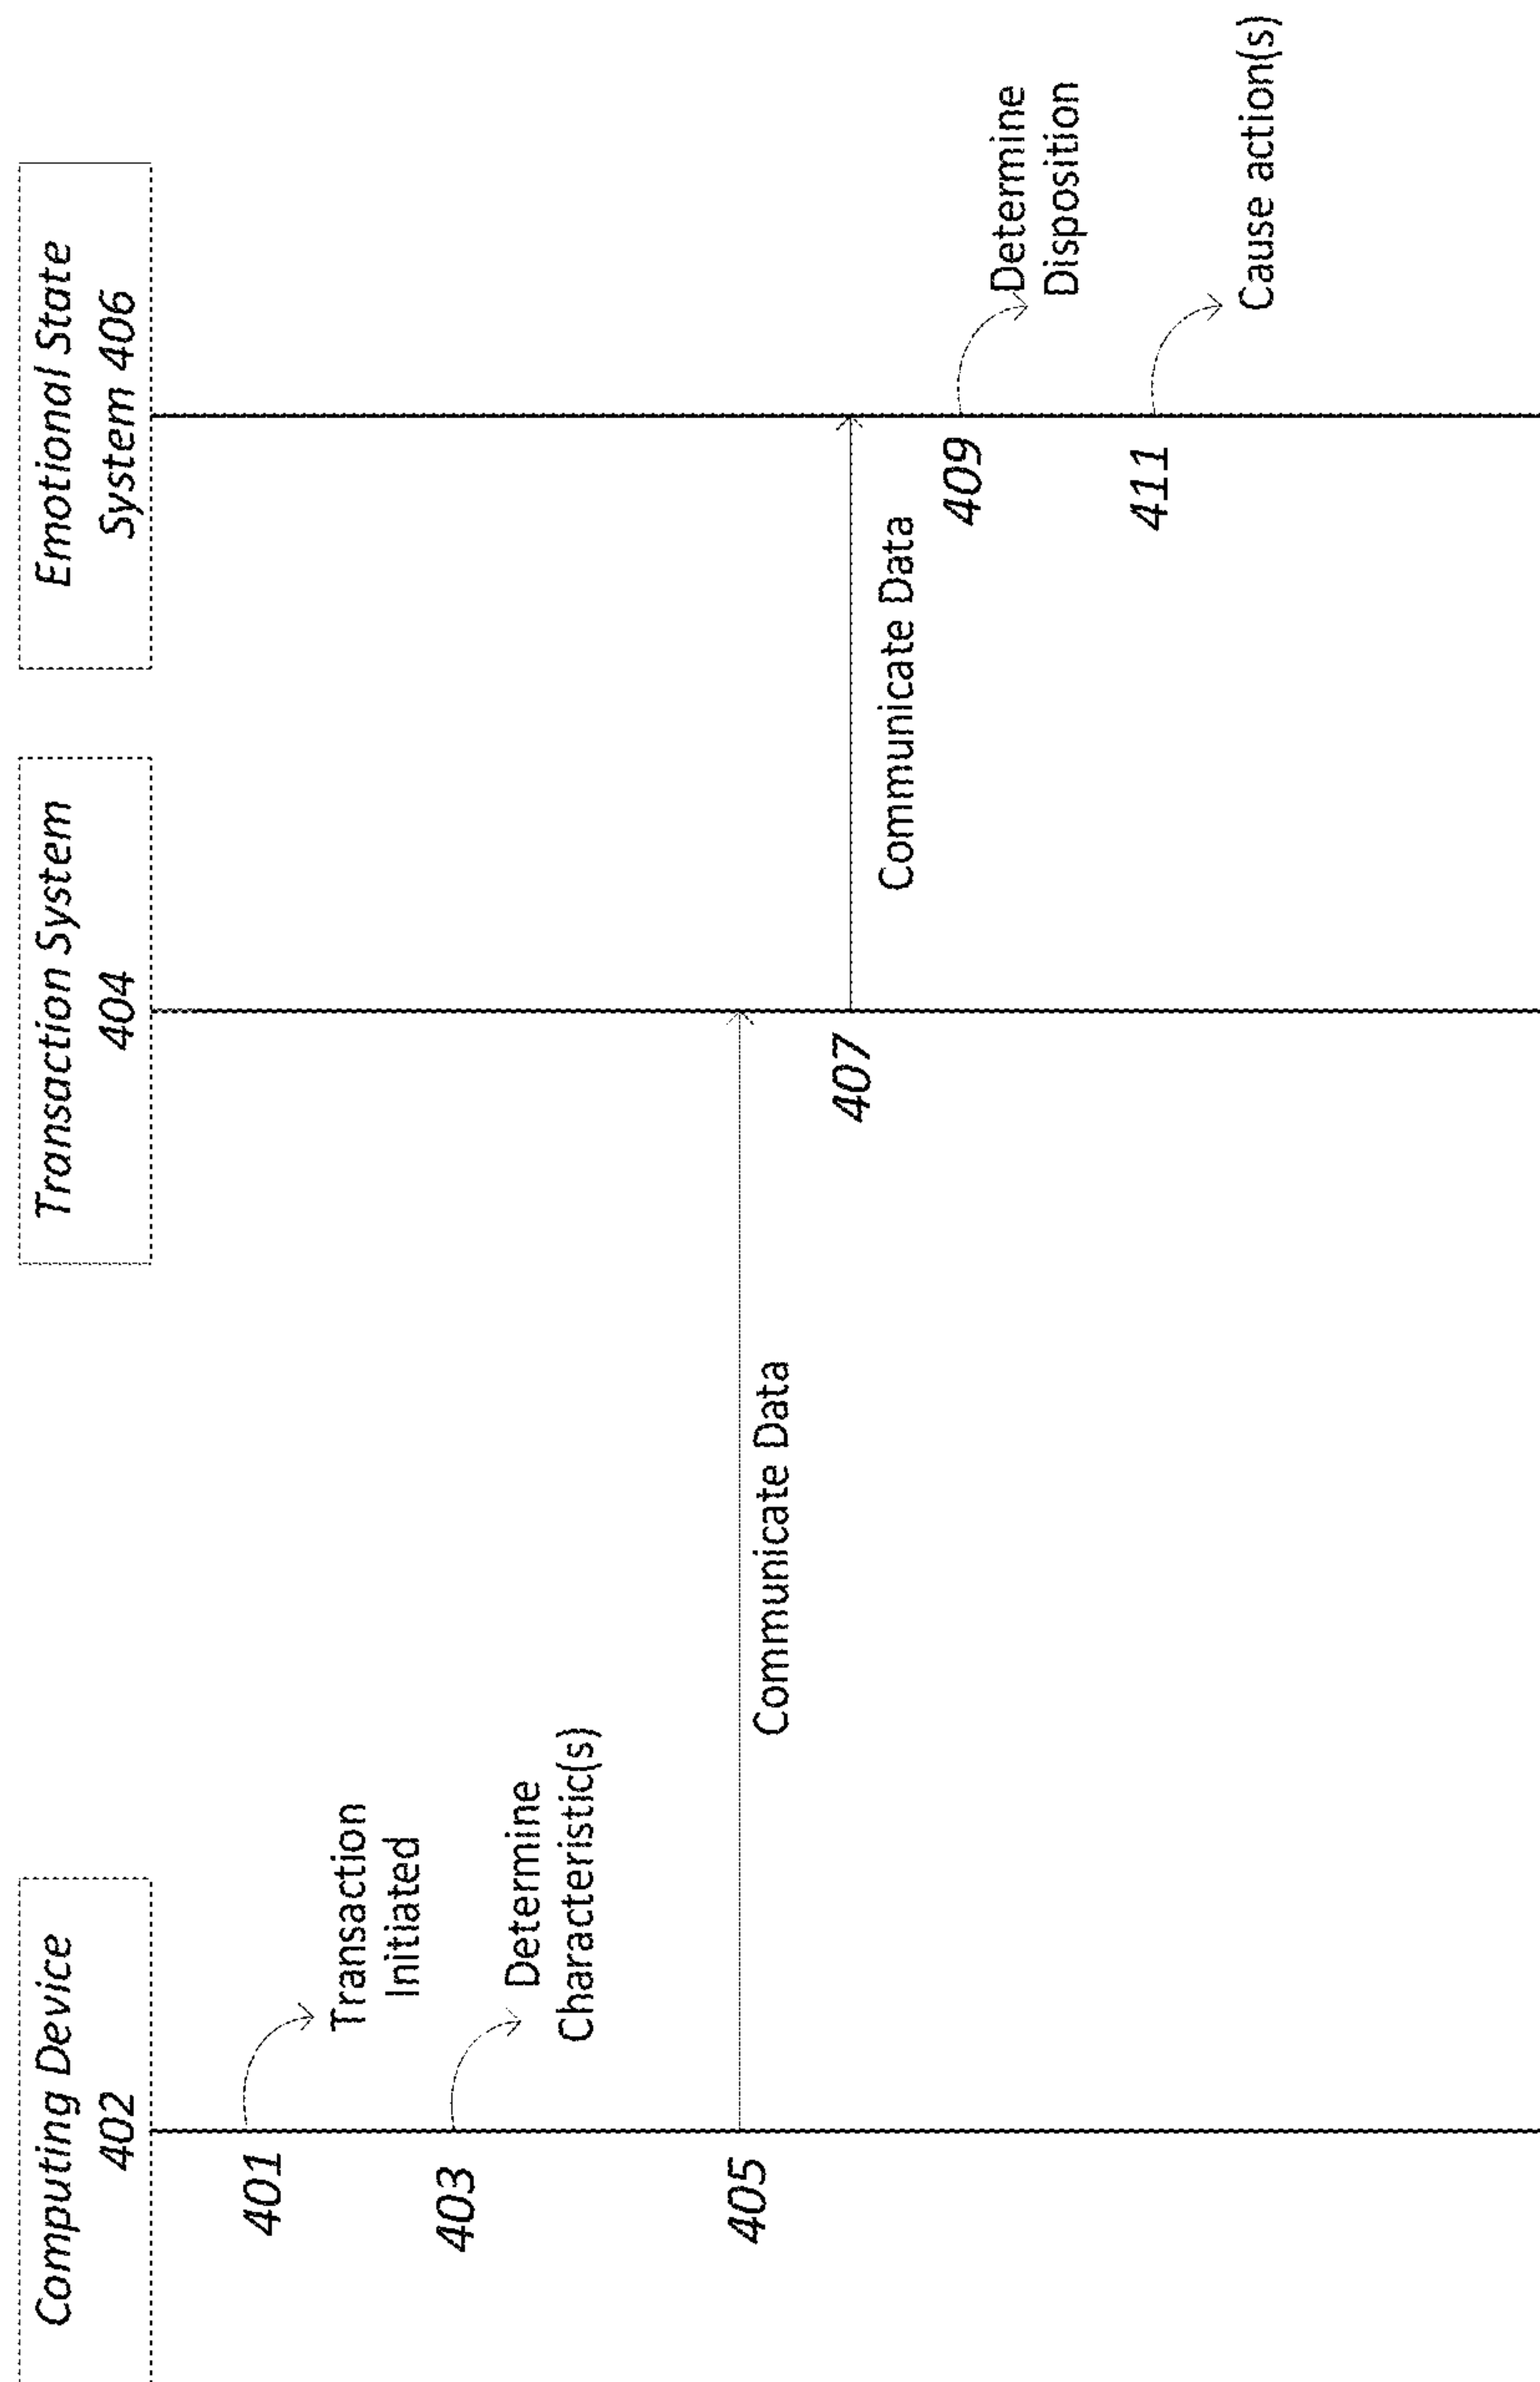 Computing Device
402
Transaction System
404
Emotional State
System 406
401
Transaction
Initiated
403
Determine
Characteristic(s)
405
Communicate Data
407
Communicate Data
409
Determine
Disposition
411
Cause action(s)